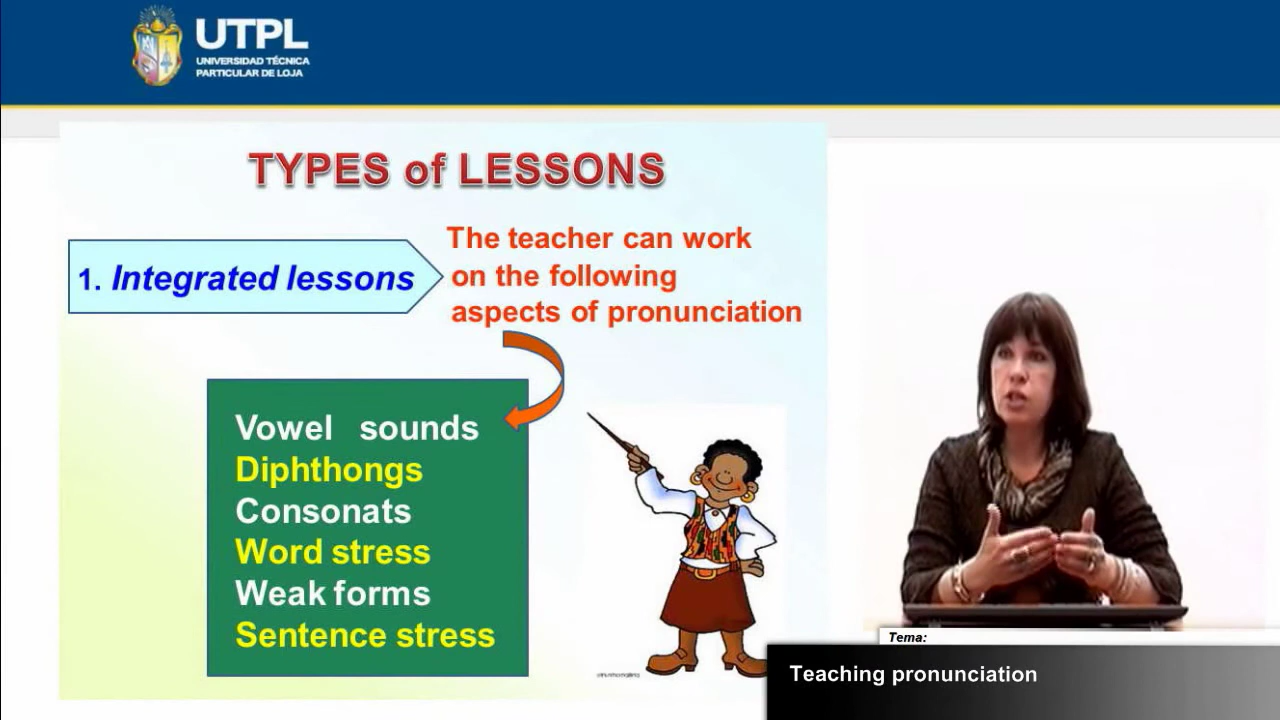 UTPL
UNIVERSIDAD TÉCNICA
PARTICULAR DE LOJA
TYPES of LESSONS
1. Integrated lessons
The teacher can work
on the following
aspects of pronunciation
Vowel sounds
Diphthongs
Consonats
Word stress
Weak forms
Sentence stress
Tema:
Teaching pronunciation